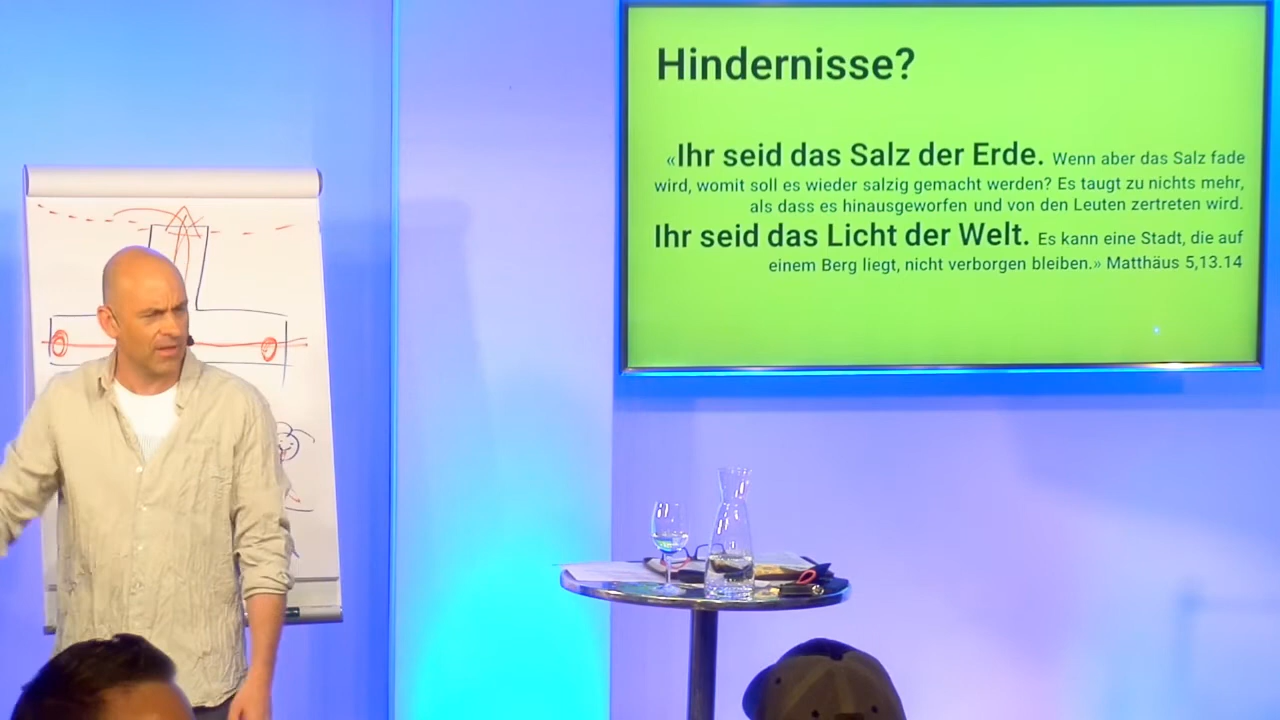 Hindernisse?
«Ihr seid das Salz der Erde. Wenn aber das Salz fade
wird, womit soll es wieder salzig gemacht werden? Es taugt zu nichts mehr,
als dass es hinausgeworfen und von den Leuten zertreten wird.
Ihr seid das Licht der Welt. Es kann eine Stadt, die auf
einem Berg liegt, nicht verborgen bleiben.» Matthäus 5,13.14